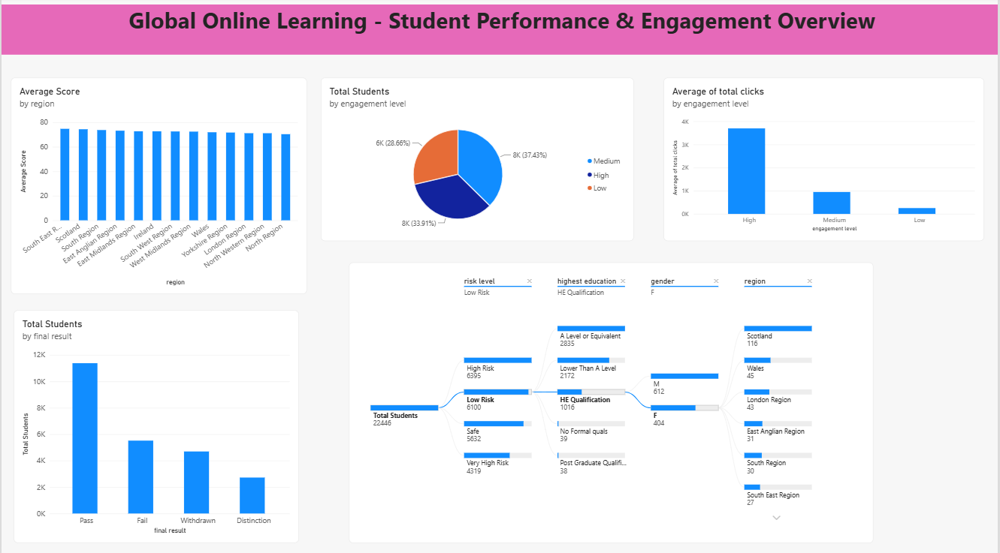 Global Online Learning - Student Performance & Engagement Overview
Average Score
by region
80
60
40
20
0
Average Score
South East R...
Scotland
South Region
East Anglian Region
East Midlands Region
Ireland
South West Region
West Midlands Region
Wales
Yorkshire Region
London Region
North Western Region
North Region
region
Total Students
by engagement level
6K (28.66%)
8K (37.43%)
8K (33.91%)
Medium
High
Low
Average of total clicks
by engagement level
4K
3K
2K
1K
0K
Average of total clicks
High
Medium
Low
engagement level
Total Students
by final result
12K
10K
8K
6K
4K
2K
0K
Total Students
Pass
Fail
Withdrawn
Distinction
final result
risk level
Low Risk
highest education
HE Qualification
gender
F
region
Total Students
22446
High Risk
6395
Low Risk
6100
Safe
5632
Very High Risk
4319
A Level or Equivalent
2835
Lower Than A Level
2172
HE Qualification
1016
No Formal quals
39
Post Graduate Qualifi...
38
M
612
F
404
Scotland
116
Wales
45
London Region
43
East Anglian Region
31
South Region
30
South East Region
27